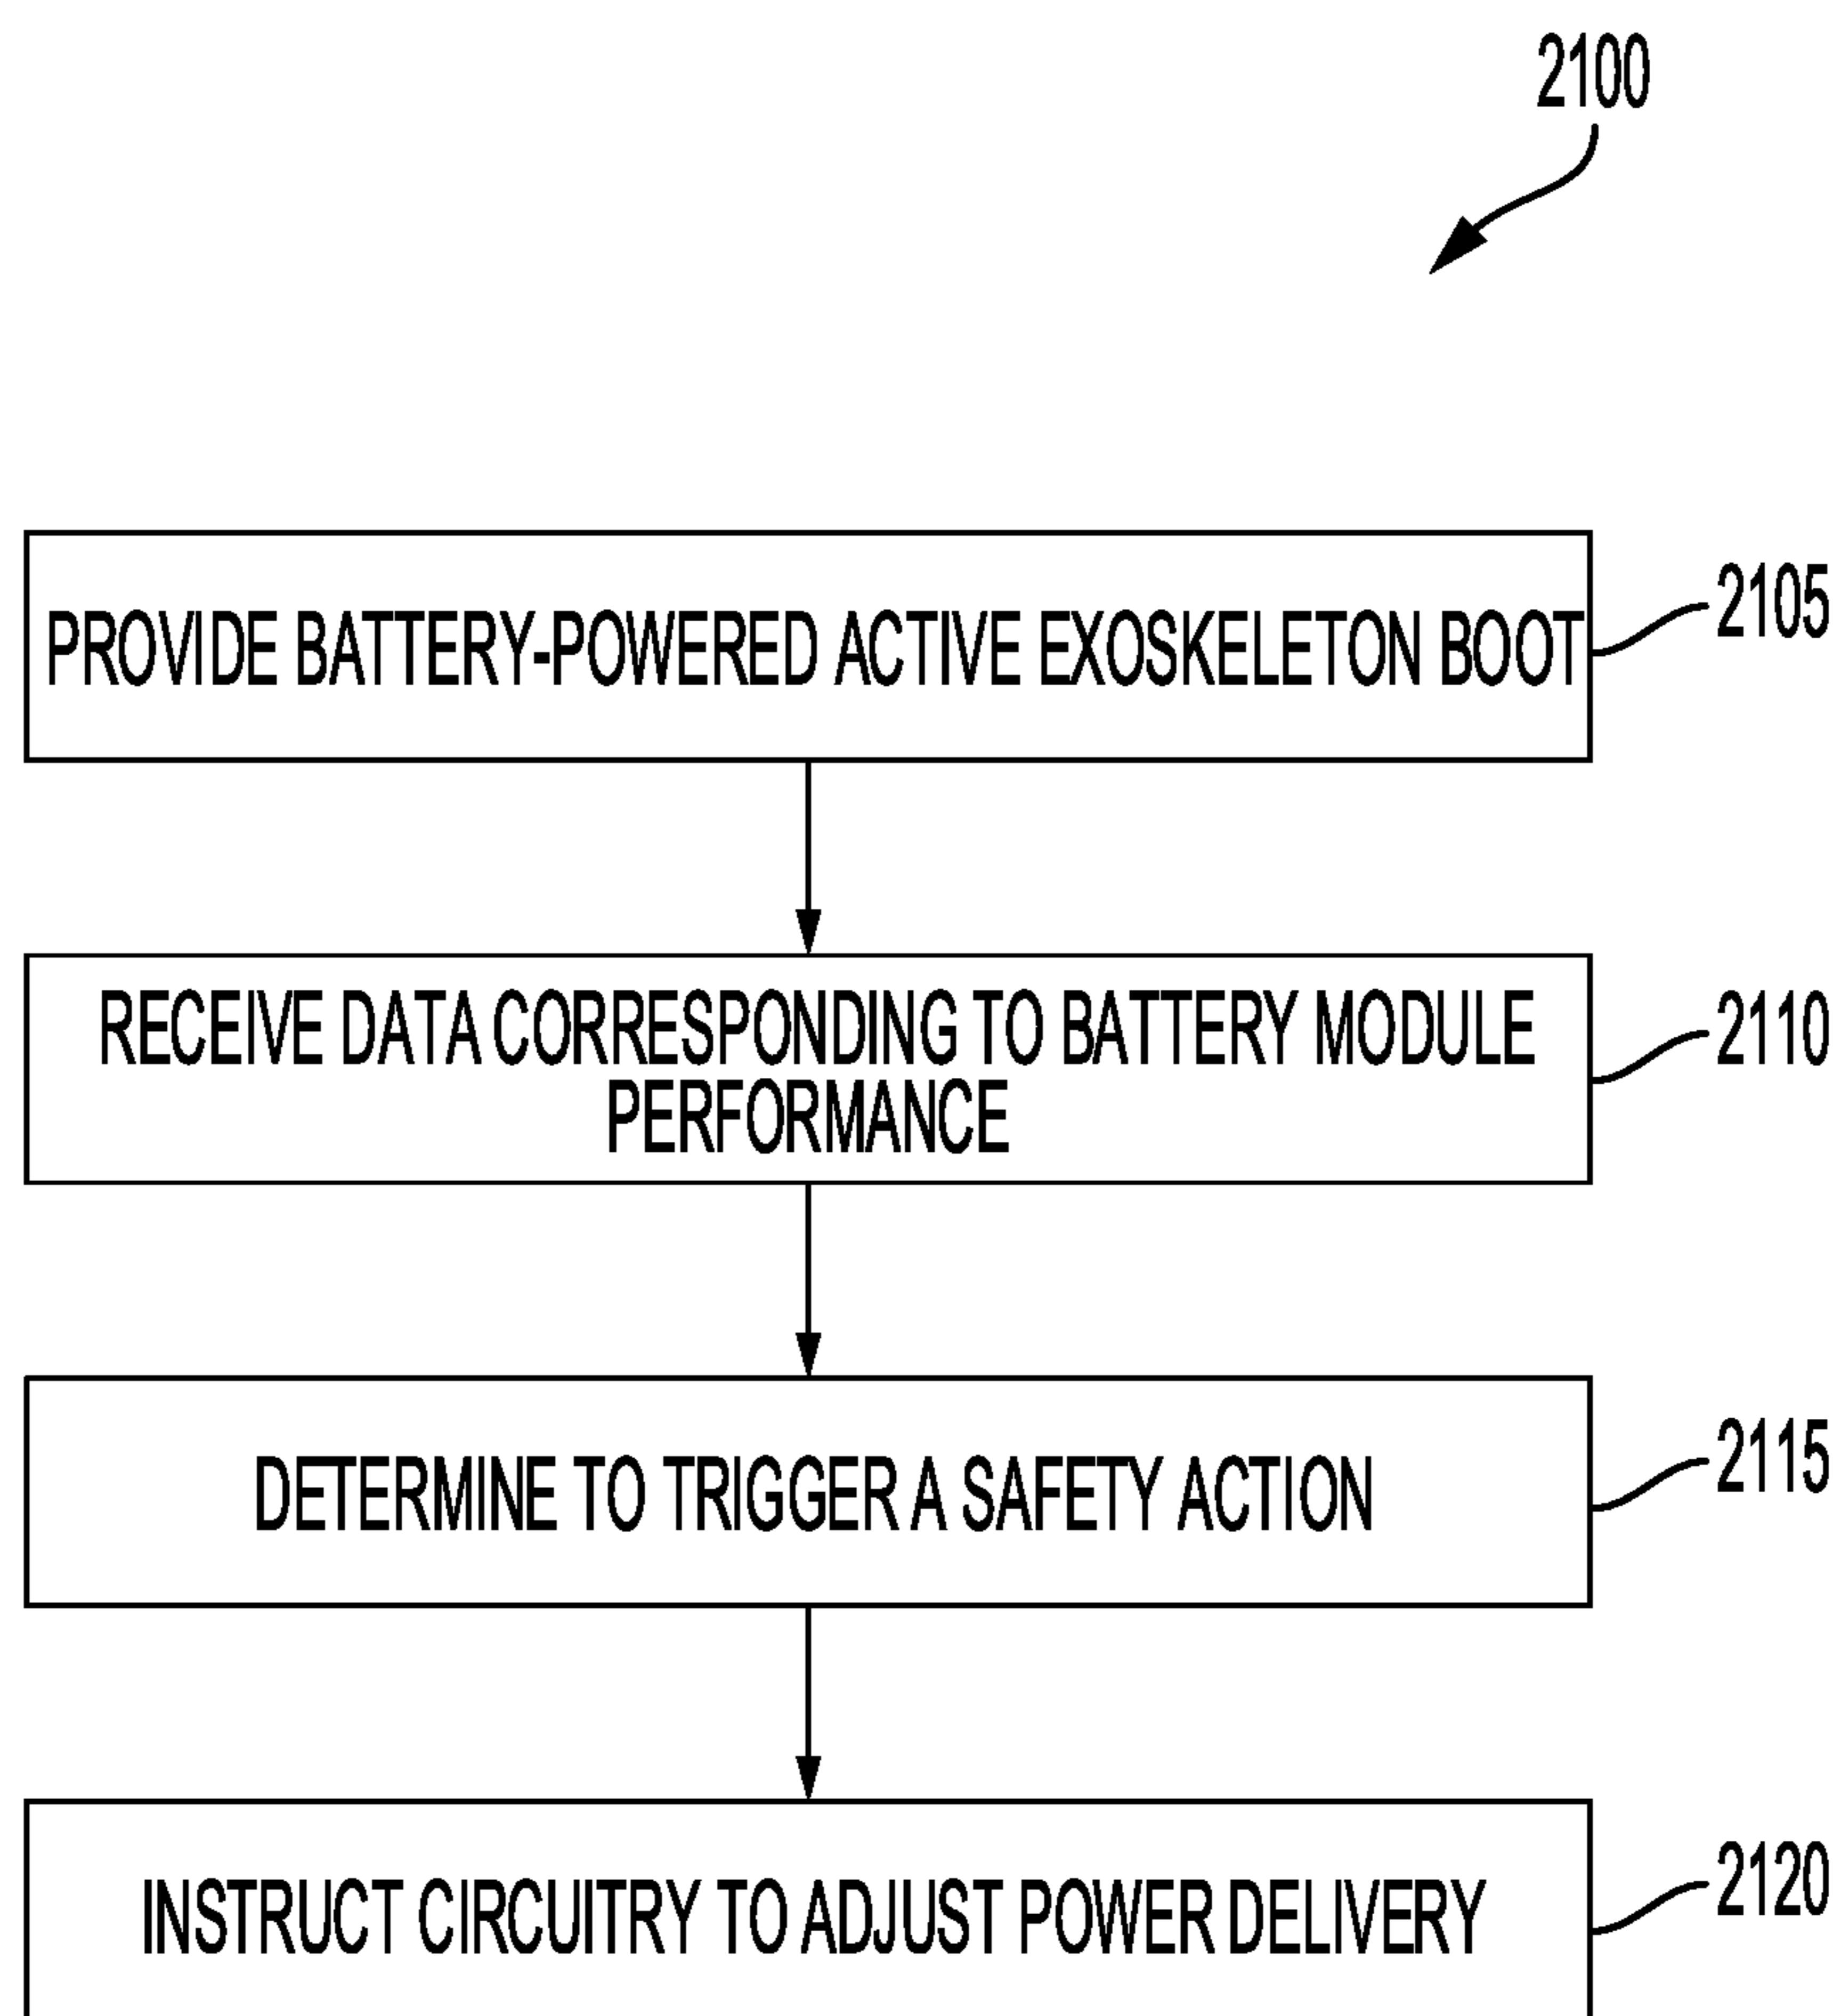 2100
PROVIDE BATTERY-POWERED ACTIVE EXOSKELETON BOOT
2105
RECEIVE DATA CORRESPONDING TO BATTERY MODULE
PERFORMANCE
2110
DETERMINE TO TRIGGER A SAFETY ACTION
2115
INSTRUCT CIRCUITRY TO ADJUST POWER DELIVERY
2120